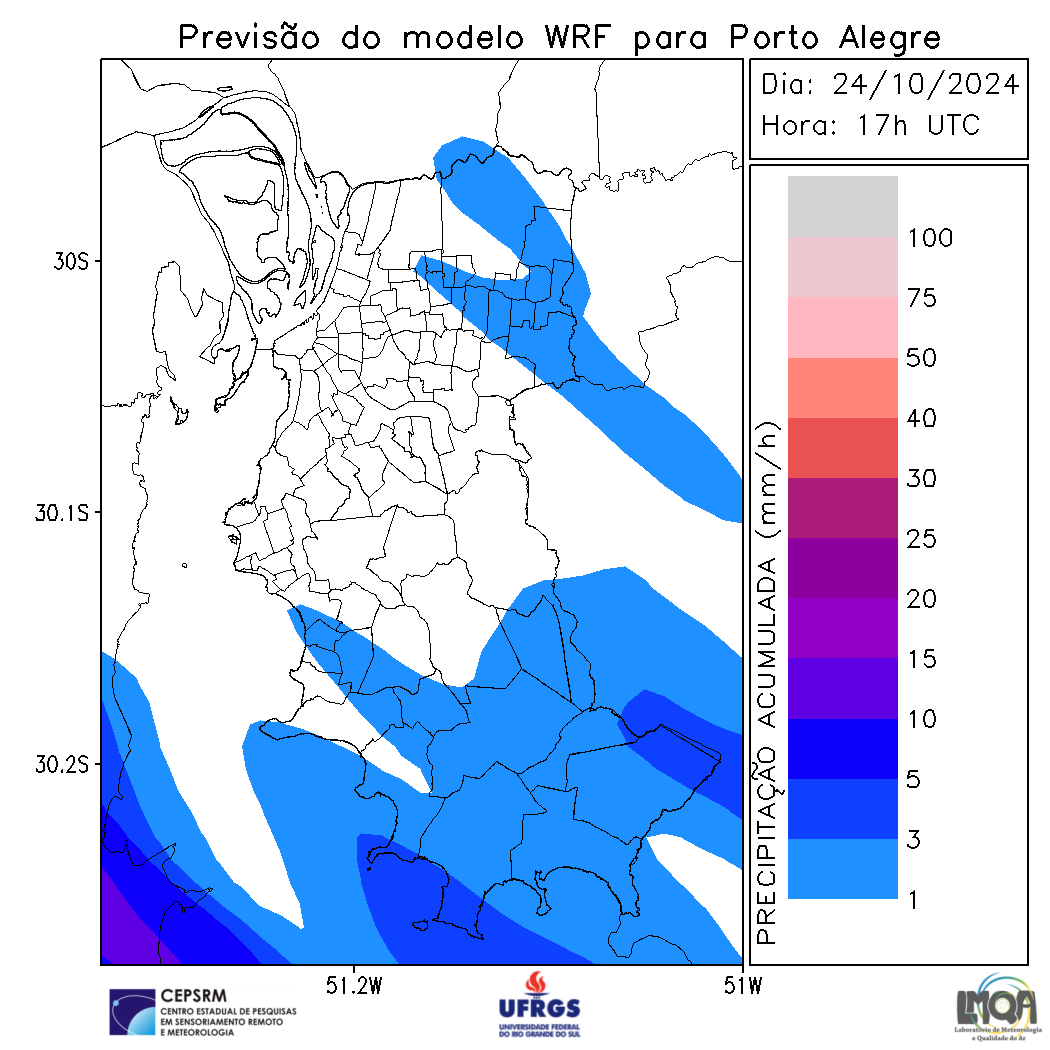 Previsão do modelo WRF para Porto Alegre
Dia: 24/10/2024
Hora: 17h UTC
100
75
50
40
30
25
20
15
10
5
3
1
PRECIPITAÇÃO ACUMULADA (mm/h)
30S
30.1S
30.2S
51.2W
51W
CEPSRM
CENTRO ESTADUAL DE PESQUISAS
EM SENSORIAMENTO REMOTO
E METEOROLOGIA
UFRGS
UNIVERSIDADE FEDERAL
DO RIO GRANDE DO SUL
LMQA
Laboratório de Meteorologia
e Qualidade do Ar